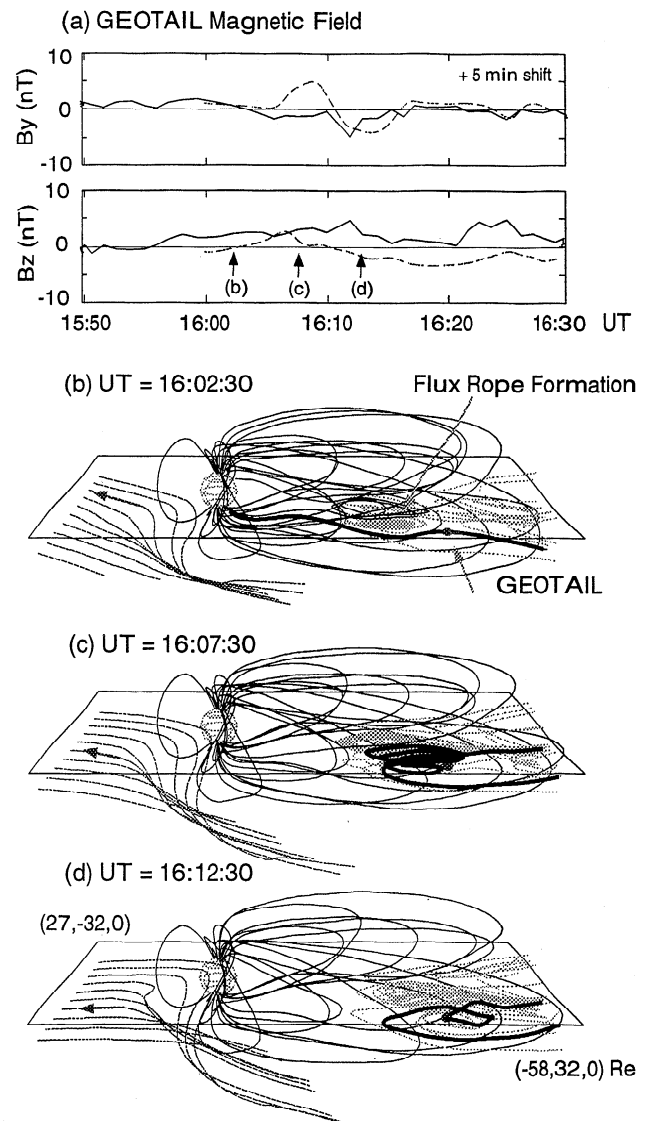 (a) GEOTAIL Magnetic Field
10
+ 5 min shift
By (nT)
0
-10
10
Bz (nT)
0
(b)
(c)
(d)
-10
15:50
16:00
16:10
16:20
16:30
UT
(b) UT = 16:02:30
Flux Rope Formation
GEOTAIL
(c) UT = 16:07:30
(d) UT = 16:12:30
(27,-32,0)
(-58,32,0) Re